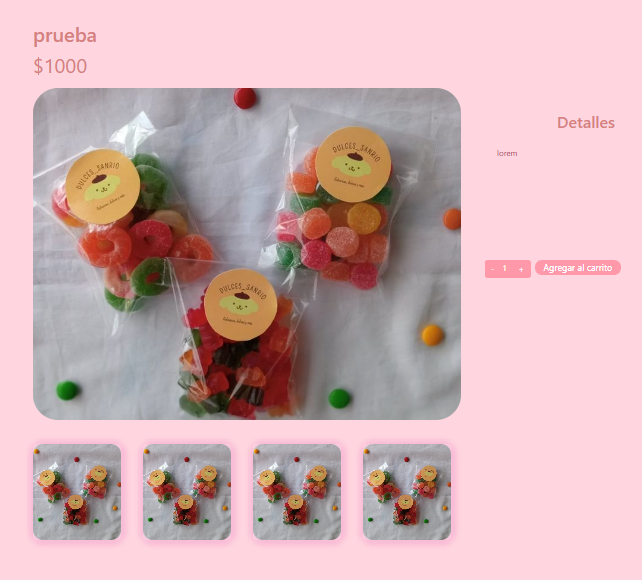 prueba
$1000
DULCES_SANRIO
DULCES_SANRIO
DULCES_SANRIO
Detalles
lorem
- 1 +
Agregar al carrito